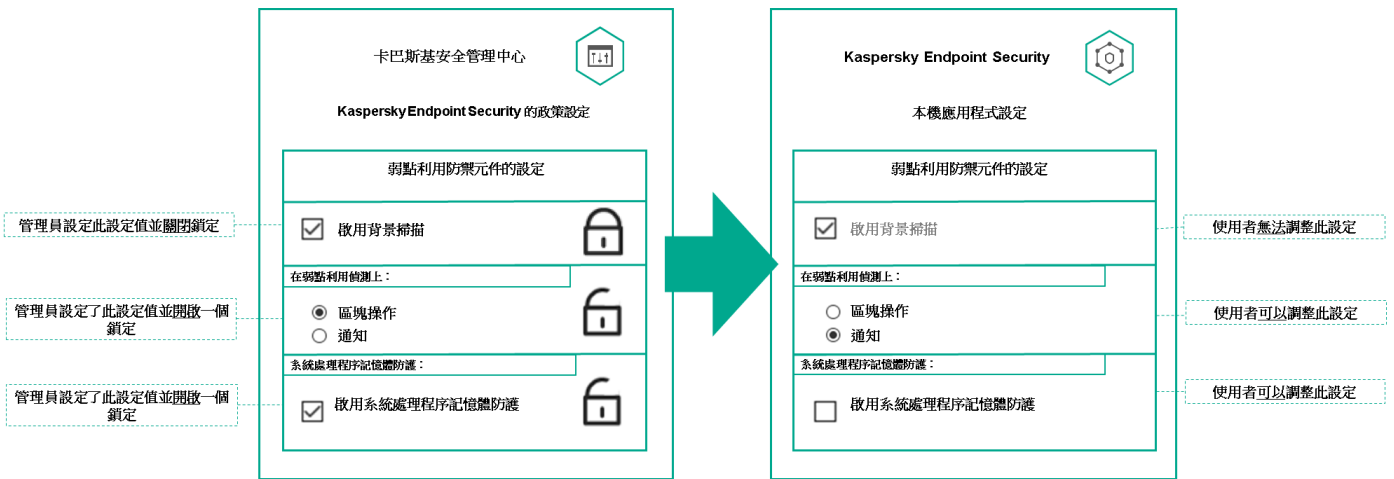 卡巴斯基安全管理中心
Kaspersky Endpoint Security 的政策設定
弱點利用防禦元件的設定
管理員設定此設定值並關閉鎖定
啟用背景掃描
在弱點利用偵測上：
管理員設定了此設定值並開啟一個
鎖定
區塊操作
通知
系統處理程序記憶體防護：
管理員設定了此設定值並開啟一個
鎖定
啟用系統處理程序記憶體防護
Kaspersky Endpoint Security
本機應用程式設定
弱點利用防禦元件的設定
啟用背景掃描
使用者無法調整此設定
在弱點利用偵測上：
區塊操作
通知
使用者可以調整此設定
系統處理程序記憶體防護：
啟用系統處理程序記憶體防護
使用者可以調整此設定